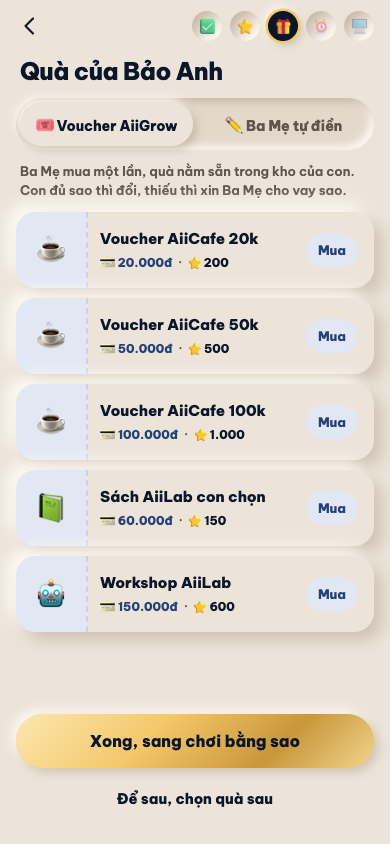 Quà của Bảo Anh
Voucher AiiGrow
Ba Mẹ tự điền
Ba Mẹ mua một lần, quà nằm sẵn trong kho của con.
Con đủ sao thì đổi, thiếu thì xin Ba Mẹ cho vay sao.
Voucher AiiCafe 20k
20.000đ · 200
Mua
Voucher AiiCafe 50k
50.000đ · 500
Mua
Voucher AiiCafe 100k
100.000đ · 1.000
Mua
Sách AiiLab con chọn
60.000đ · 150
Mua
Workshop AiiLab
150.000đ · 600
Mua
Xong, sang chơi bằng sao
Để sau, chọn quà sau